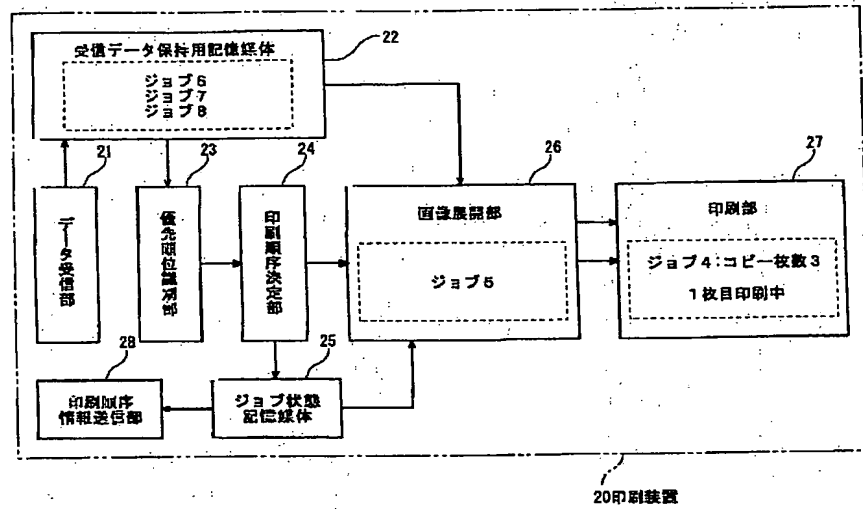 22
受信データ保持用記憶媒体
ジョブ6
ジョブ7
ジョブ8
21
23
24
26
27
データ受信部
優先順位識別部
印刷順序決定部
画像展開部
ジョブ5
印刷部
ジョブ4:コピー枚数3
1枚目印刷中
28
25
印刷順序
情報送信部
ジョブ状態
記憶媒体
20印刷装置